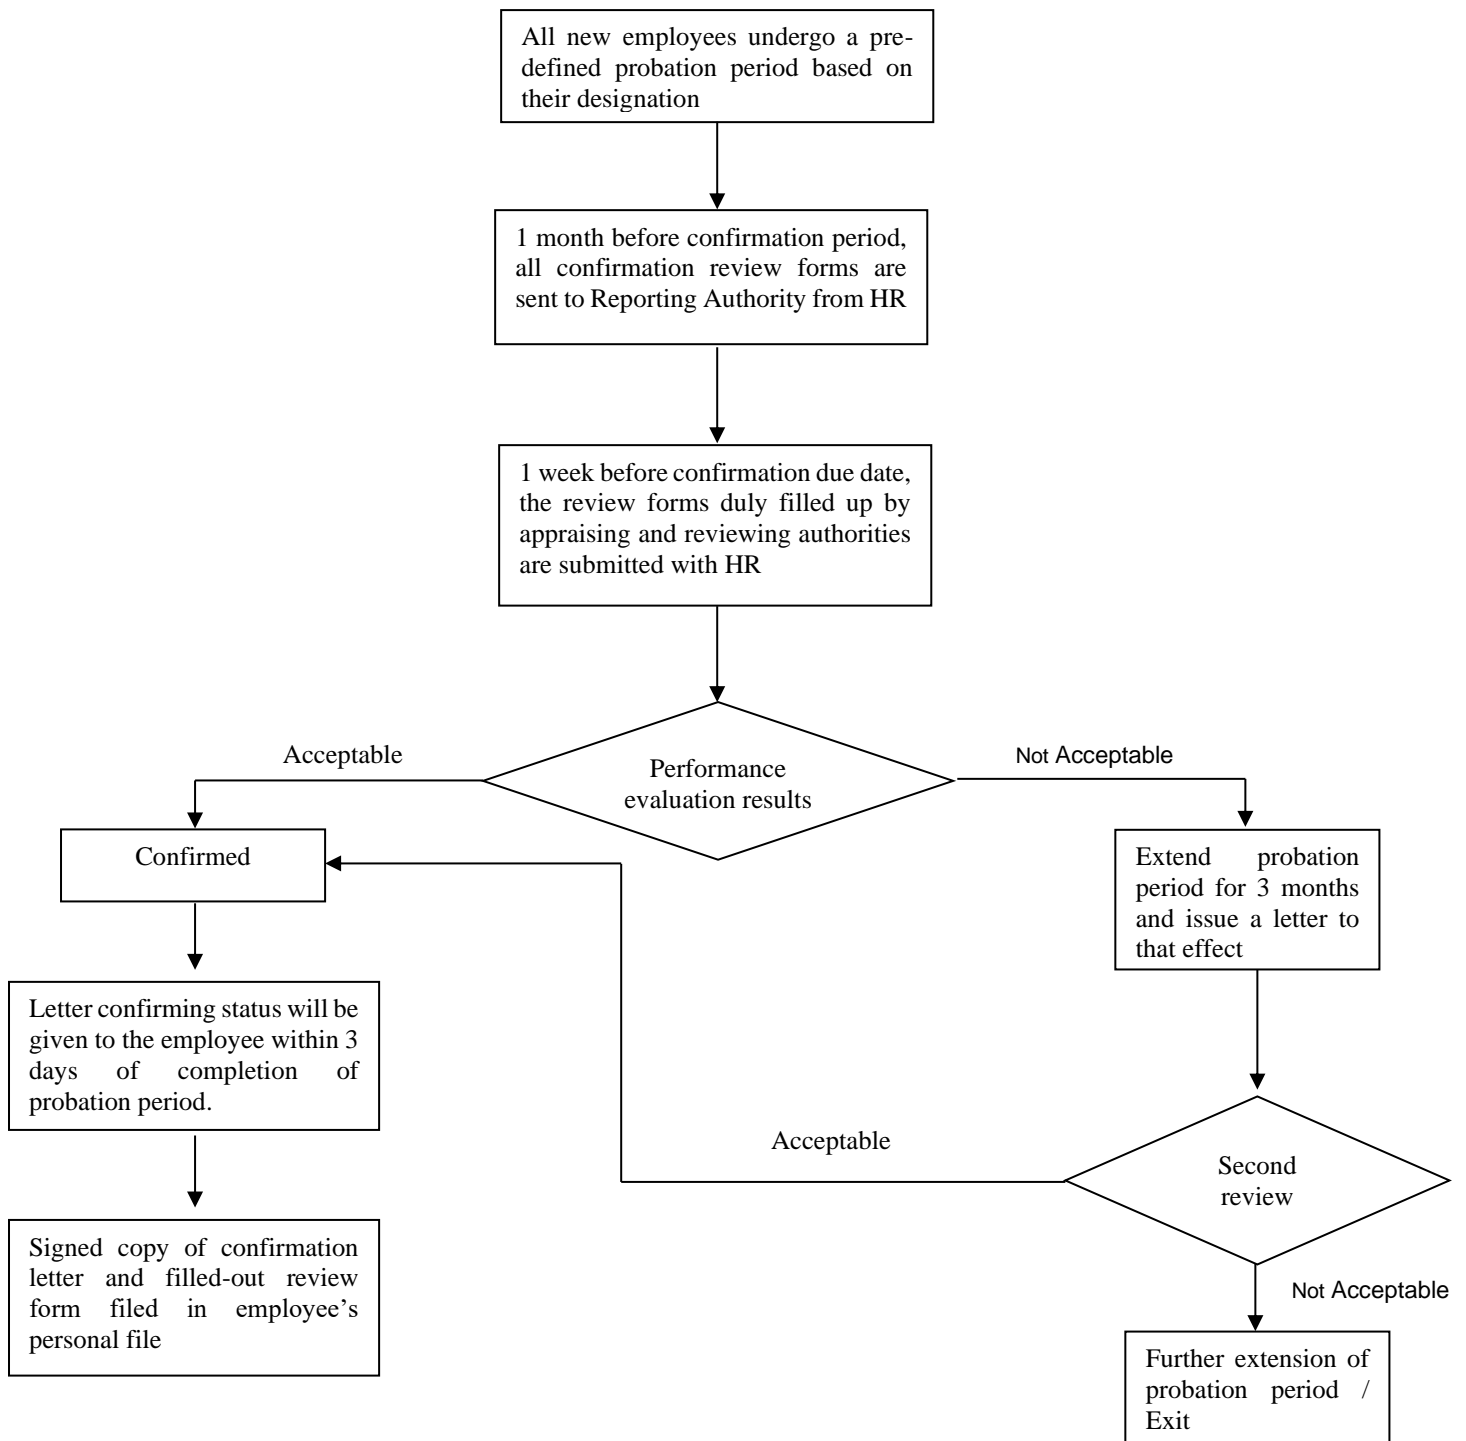 All new employees undergo a pre-
defined probation period based on
their designation
1 month before confirmation period,
all confirmation review forms are
sent to Reporting Authority from HR
1 week before confirmation due date,
the review forms duly filled up by
appraising and reviewing authorities
are submitted with HR
Performance
evaluation results
Acceptable
Not Acceptable
Confirmed
Extend probation
period for 3 months
and issue a letter to
that effect
Letter confirming status will be
given to the employee within 3
days of completion of
probation period.
Acceptable
Second
review
Signed copy of confirmation
letter and filled-out review
form filed in employee’s
personal file
Not Acceptable
Further extension of
probation period /
Exit